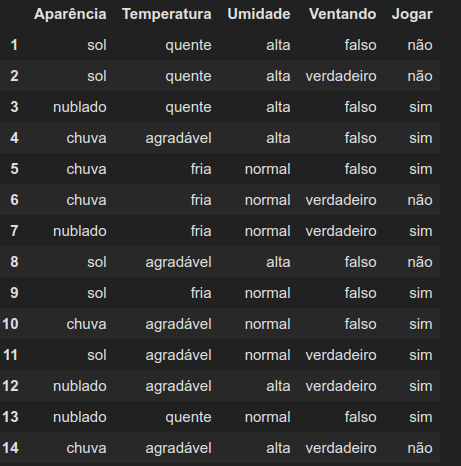 Aparência Temperatura Umidade Ventando Jogar
1 sol quente alta falso não
2 sol quente alta verdadeiro não
3 nublado quente alta falso sim
4 chuva agradável alta falso sim
5 chuva fria normal falso sim
6 chuva fria normal verdadeiro não
7 nublado fria normal verdadeiro sim
8 sol agradável alta falso não
9 sol fria normal falso sim
10 chuva agradável normal falso sim
11 sol agradável normal verdadeiro sim
12 nublado agradável alta verdadeiro sim
13 nublado quente normal falso sim
14 chuva agradável alta verdadeiro não